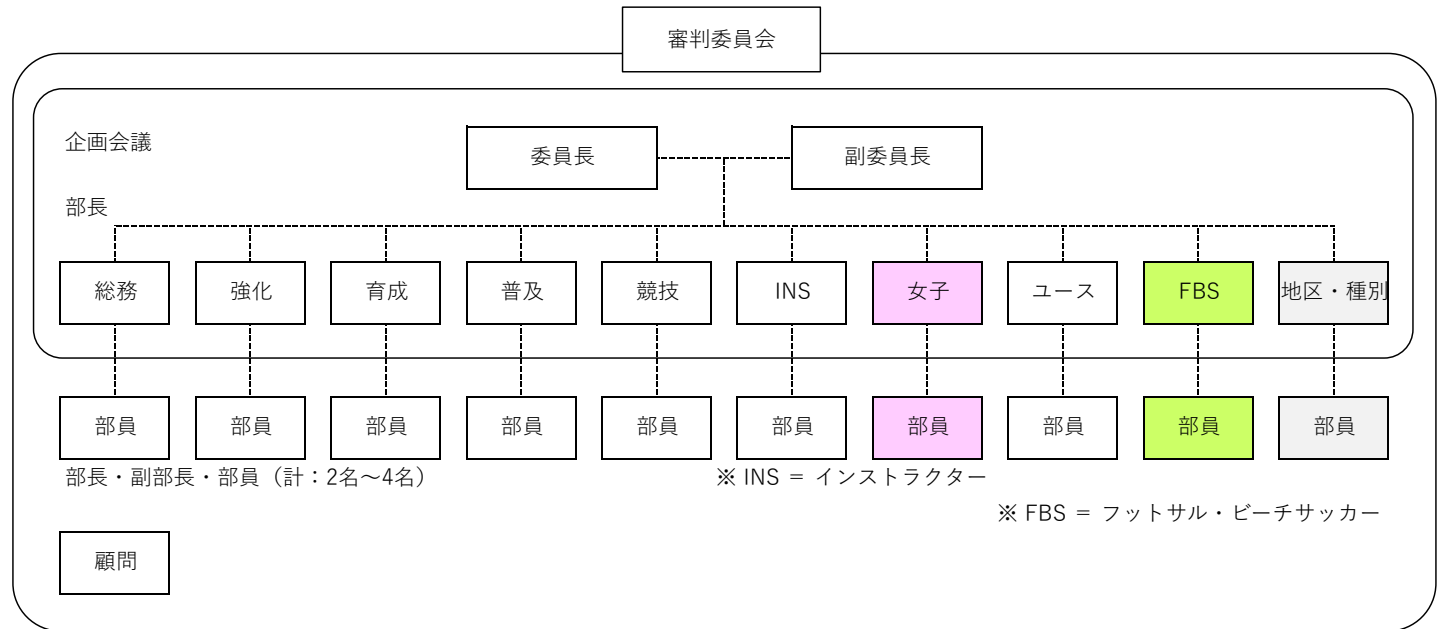 審判委員会
企画会議
委員長
副委員長
部長
総務
強化
育成
普及
競技
INS
女子
ユース
FBS
地区・種別
部員
部員
部員
部員
部員
部員
部員
部員
部員
部員
部長・副部長・部員（計：2名～4名）
※ INS = インストラクター
※ FBS = フットサル・ビーチサッカー
顧問